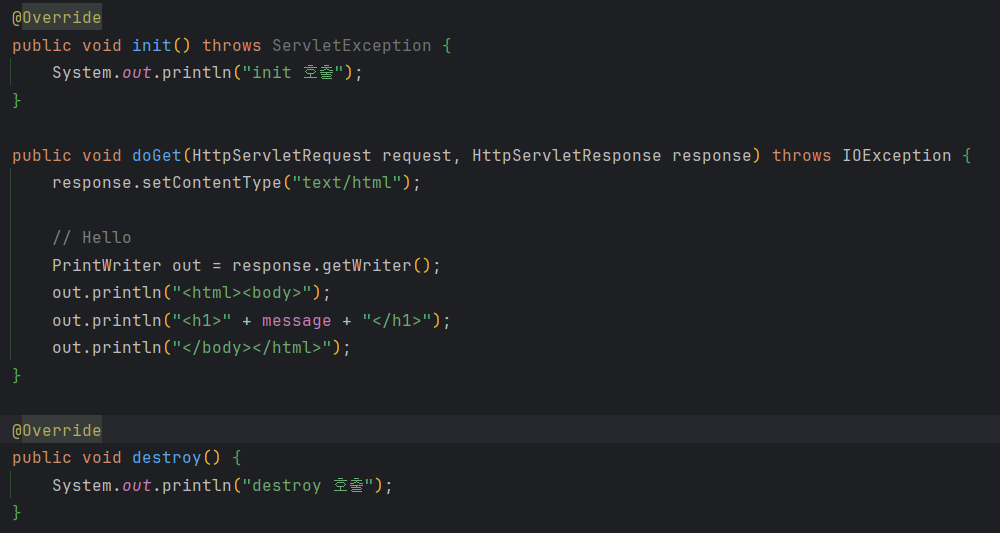 @Override
public void init() throws ServletException {
    System.out.println("init 호출");
}
public void doGet(HttpServletRequest request, HttpServletResponse response) throws IOException {
    response.setContentType("text/html");
    // Hello
    PrintWriter out = response.getWriter();
    out.println("<html><body>");
    out.println("<h1>" + message + "</h1>");
    out.println("</body></html>");
}
@Override
public void destroy() {
    System.out.println("destroy 호출");
}